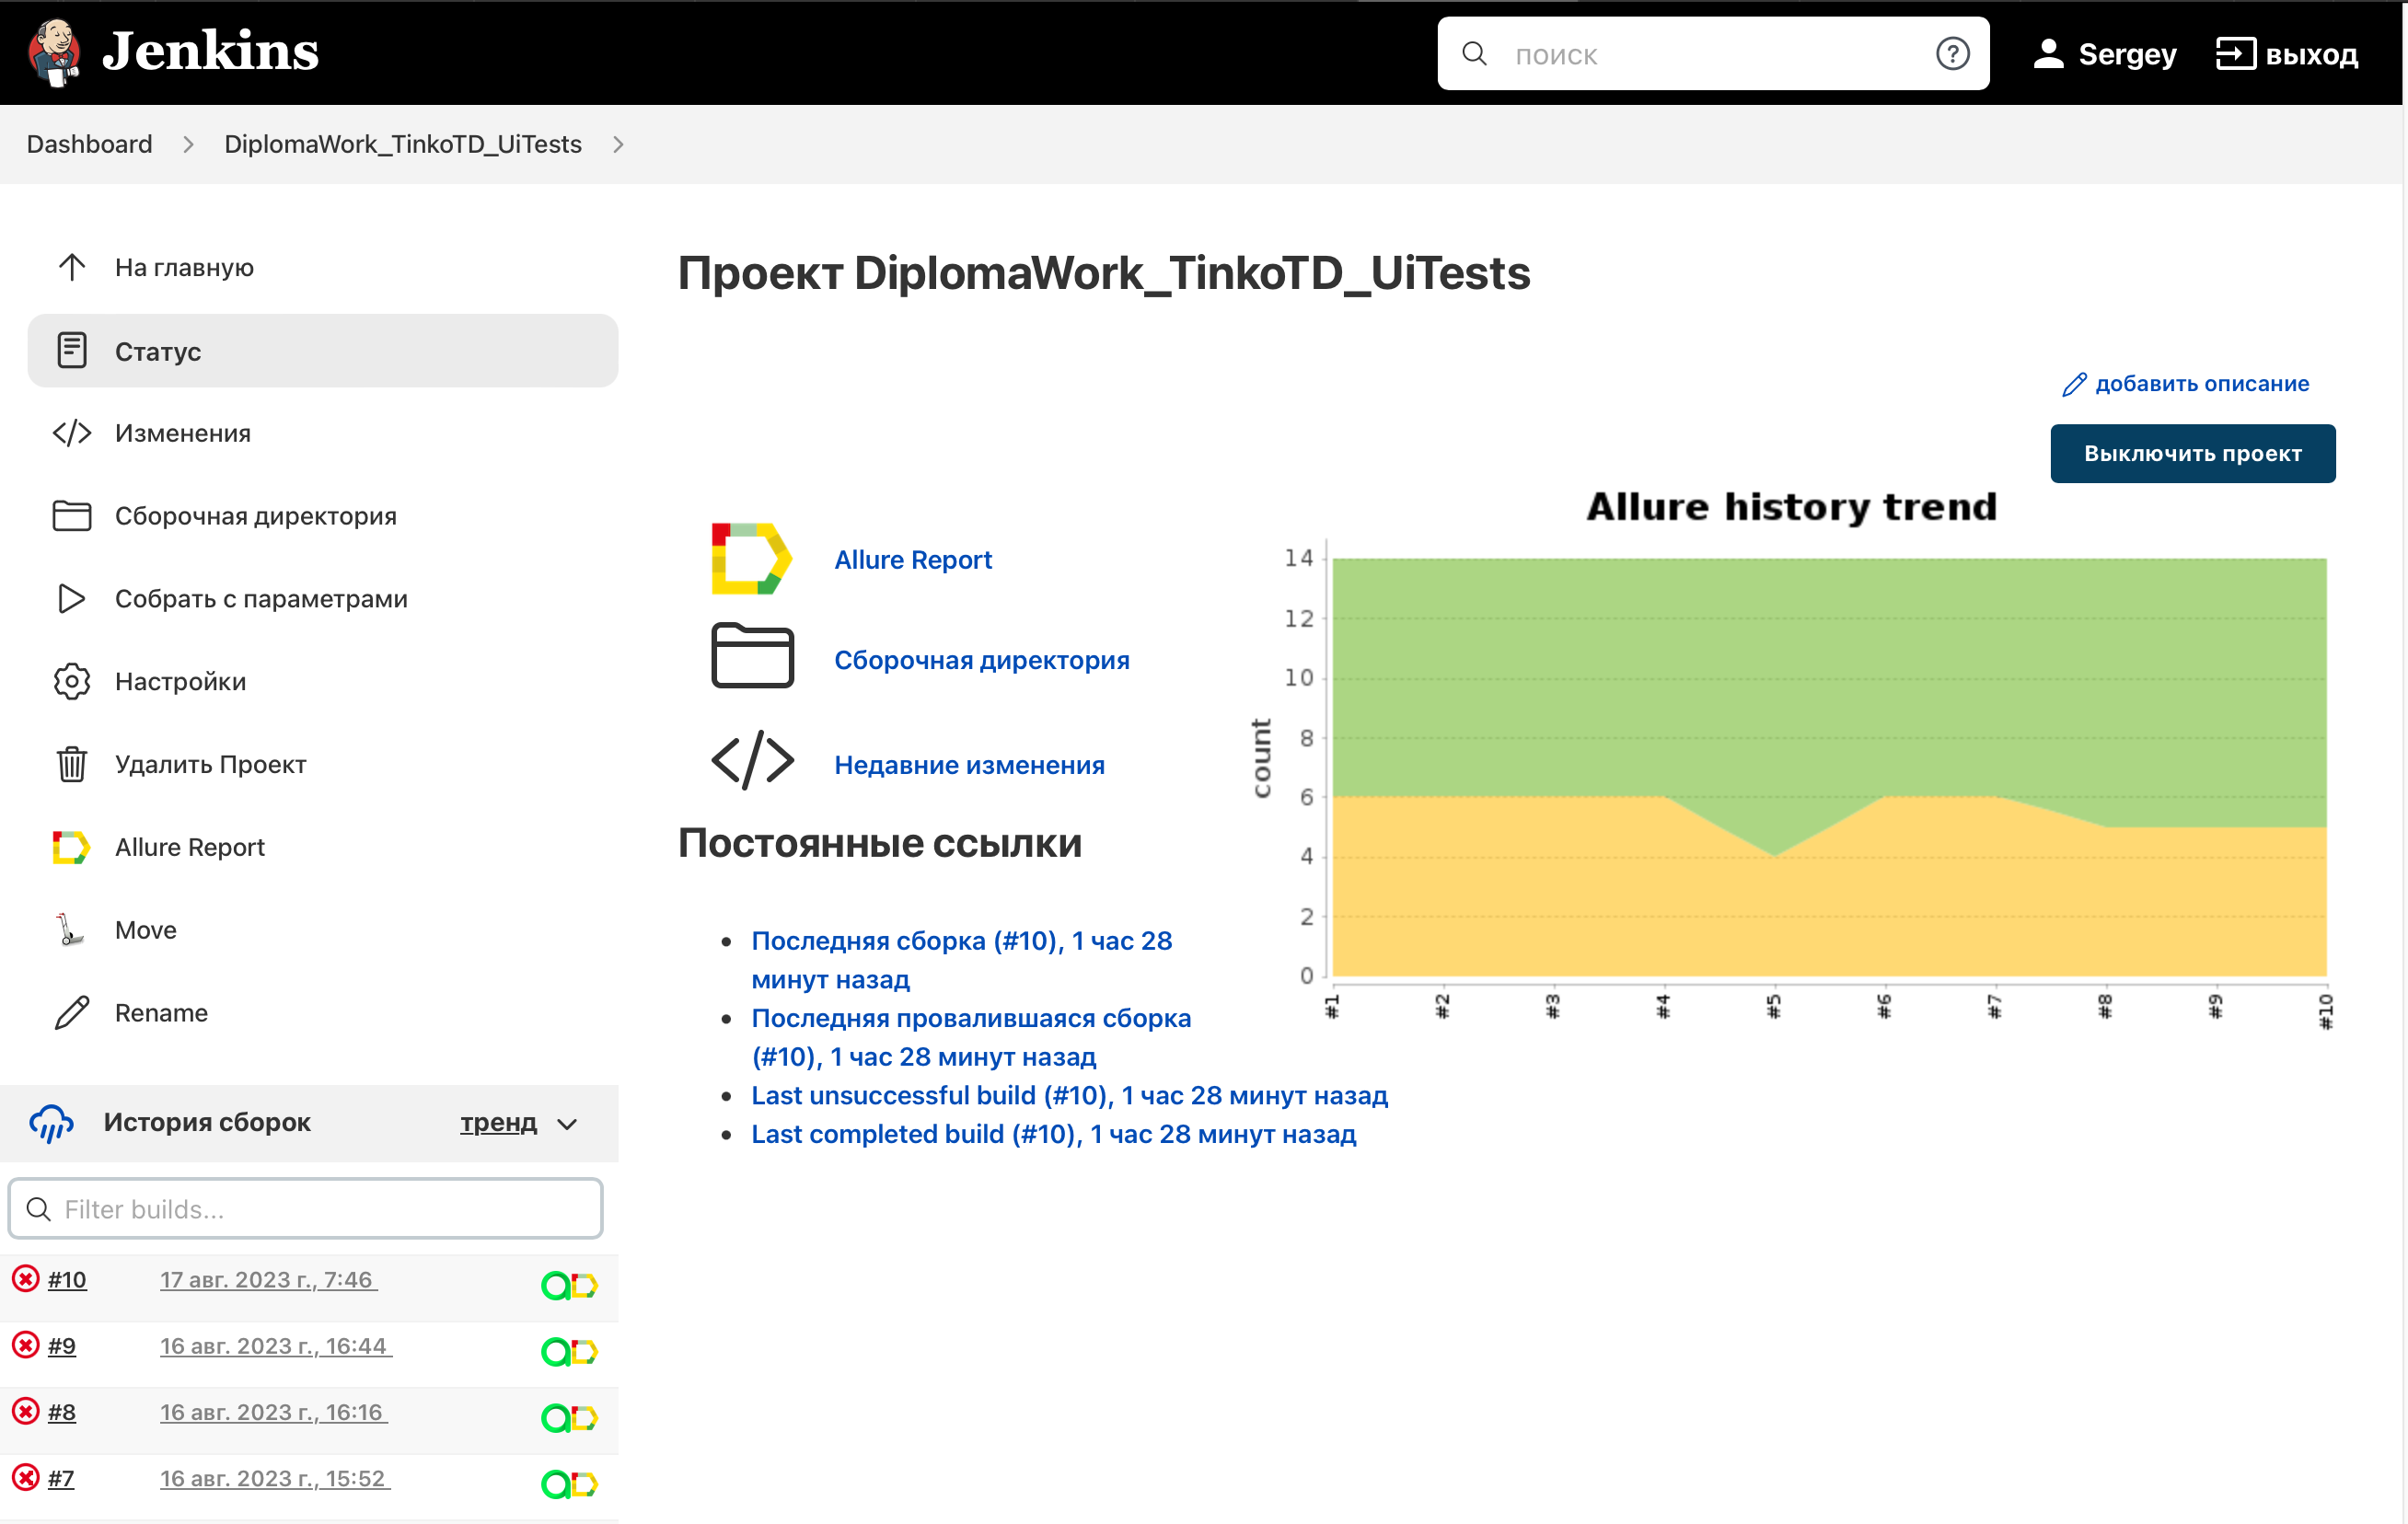 Jenkins
поиск
Sergey
выход
Dashboard
DiplomaWork_TinkoTD_UiTests
На главную
Статус
Изменения
Сборочная директория
Собрать с параметрами
Настройки
Удалить Проект
Allure Report
Move
Rename
История сборок
тренд
Filter builds...
#10 17 авг. 2023 г., 7:46
#9 16 авг. 2023 г., 16:44
#8 16 авг. 2023 г., 16:16
#7 16 авг. 2023 г., 15:52
Проект DiplomaWork_TinkoTD_UiTests
добавить описание
Выключить проект
Allure Report
Сборочная директория
Недавние изменения
Allure history trend
count
14
12
10
8
6
4
2
0
#1
#2
#3
#4
#5
#6
#7
#8
#9
#10
Постоянные ссылки
Последняя сборка (#10), 1 час 28
минут назад
Последняя провалившаяся сборка
(#10), 1 час 28 минут назад
Last unsuccessful build (#10), 1 час 28 минут назад
Last completed build (#10), 1 час 28 минут назад